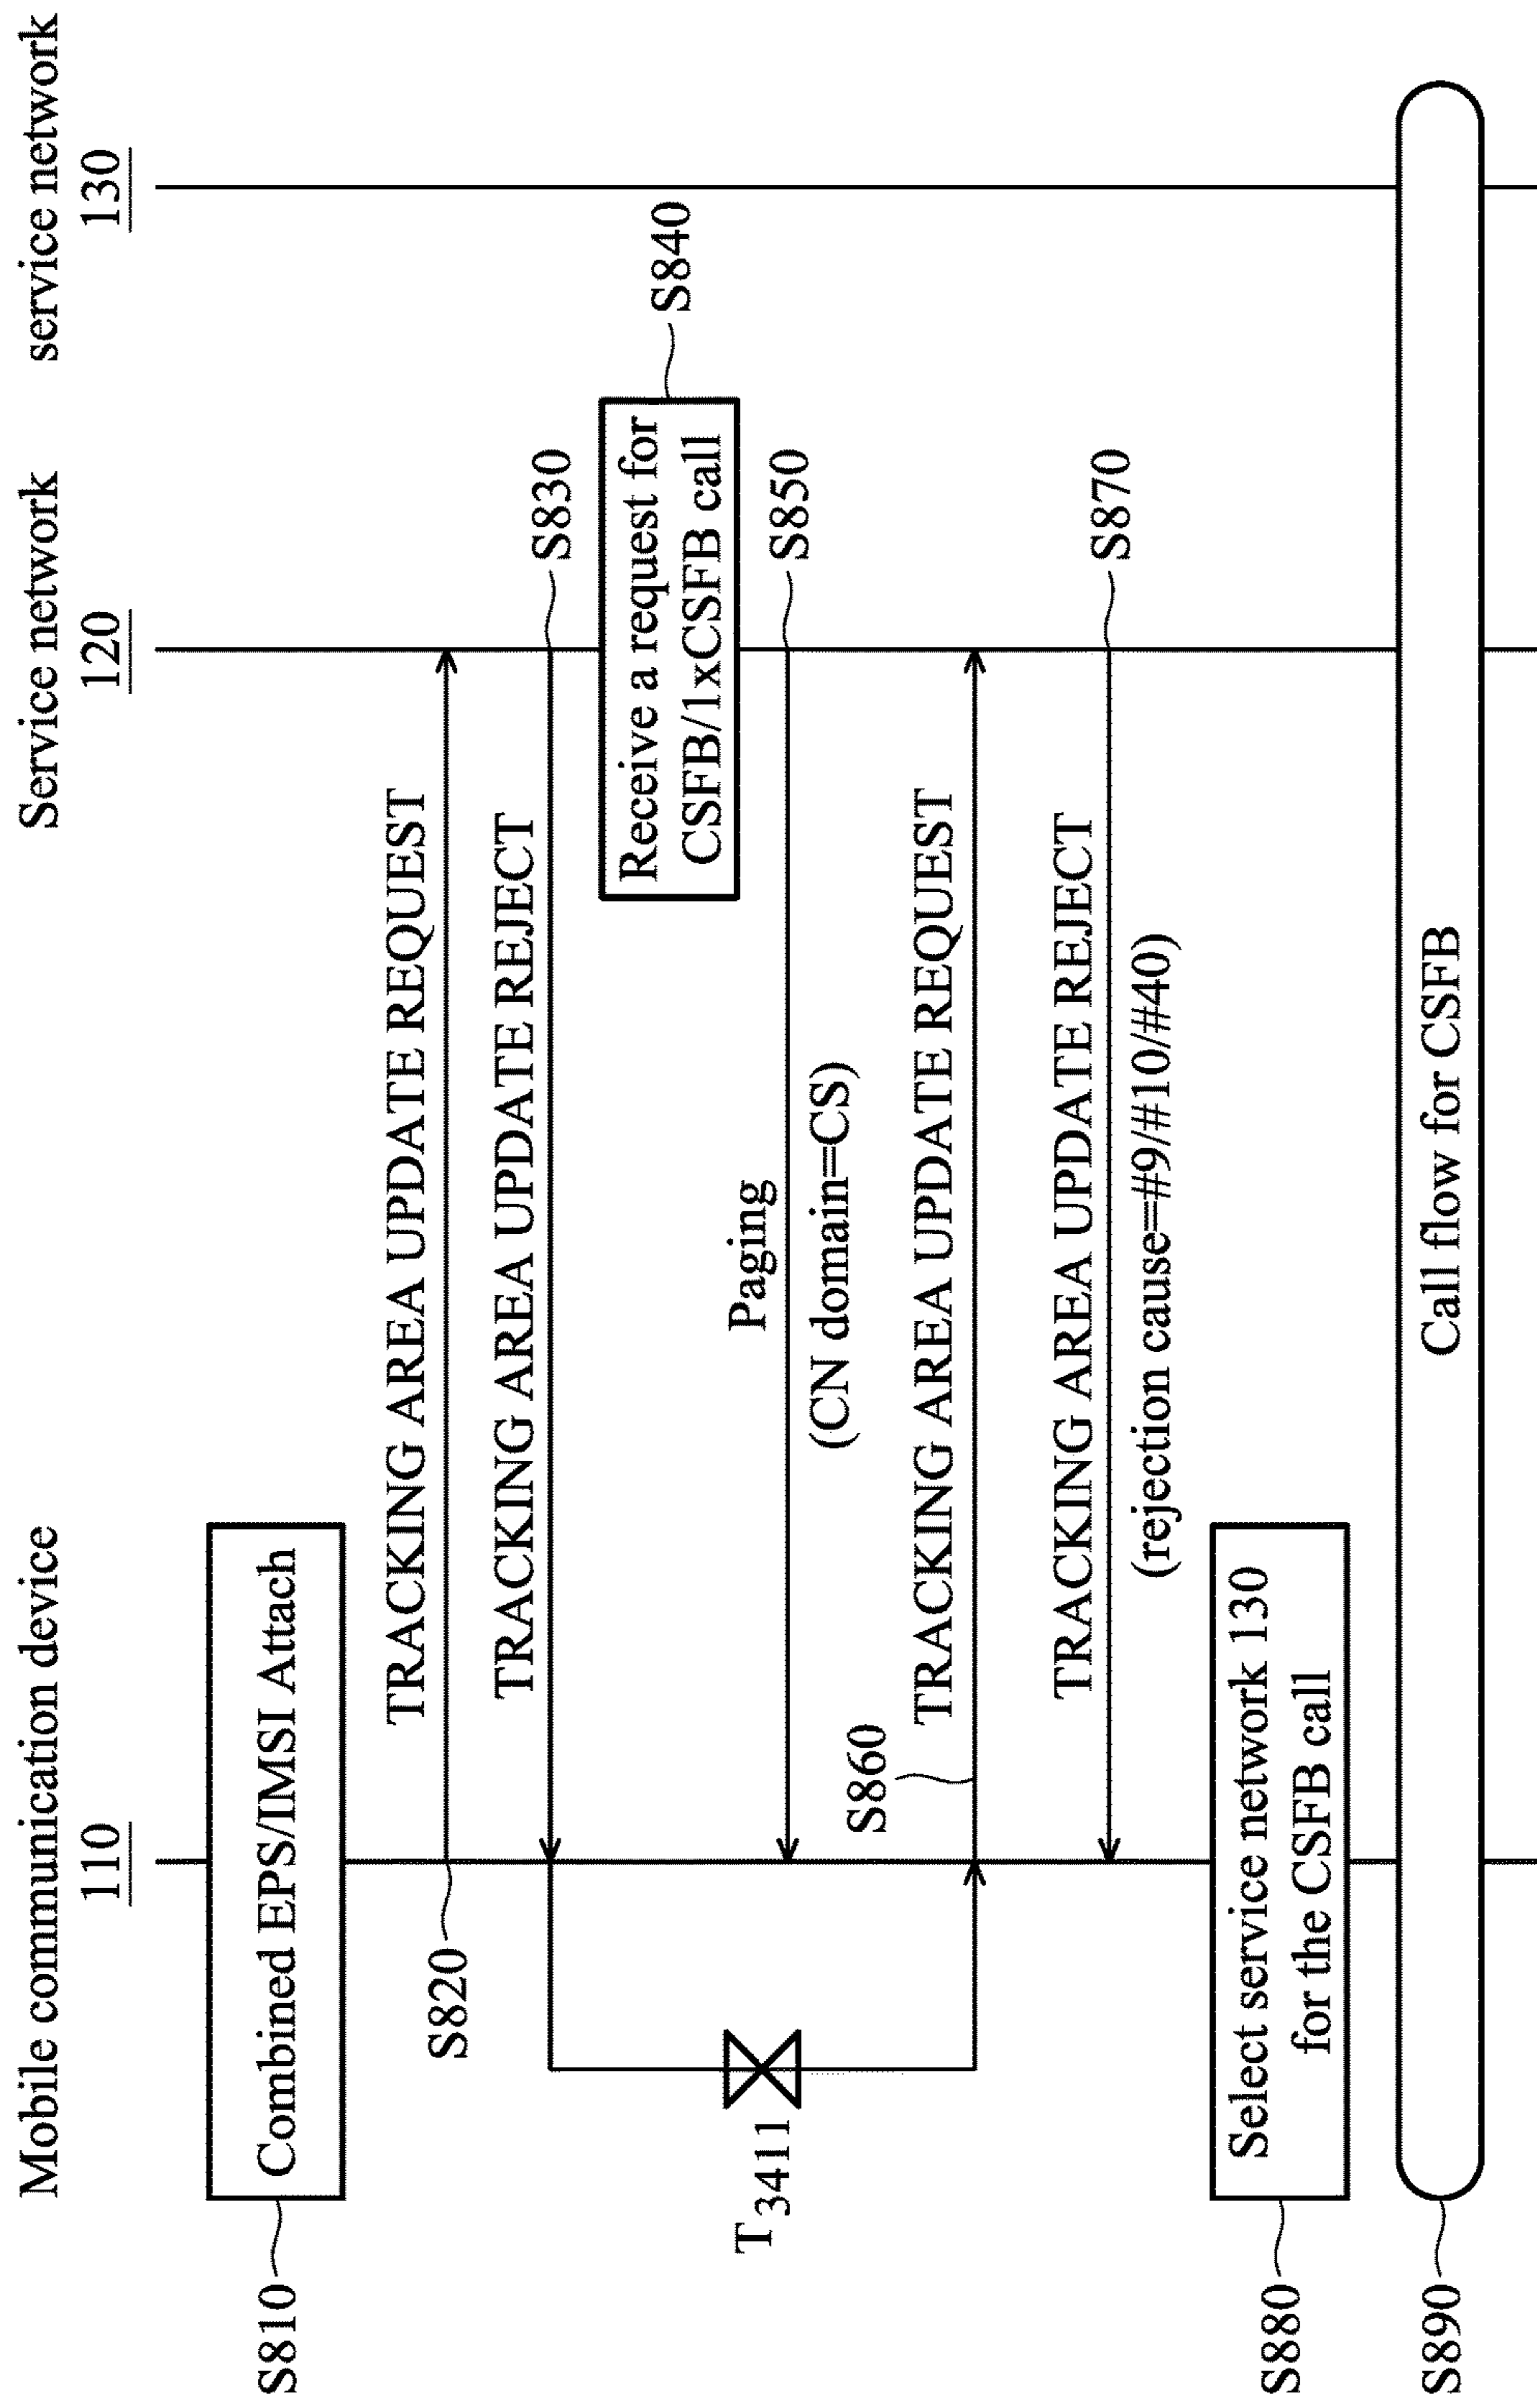 Mobile communication device
110
Service network
120
service network
130
S810
Combined EPS/IMSI Attach
TRACKING AREA UPDATE REQUEST
S820
TRACKING AREA UPDATE REJECT
S830
Receive a request for
CSFB/1xCSFB call
S840
T3411
Paging
S850
(CN domain=CS)
S860
TRACKING AREA UPDATE REQUEST
TRACKING AREA UPDATE REJECT
S870
(rejection cause=#9/#10/#40)
S880
Select service network 130
for the CSFB call
S890
Call flow for CSFB